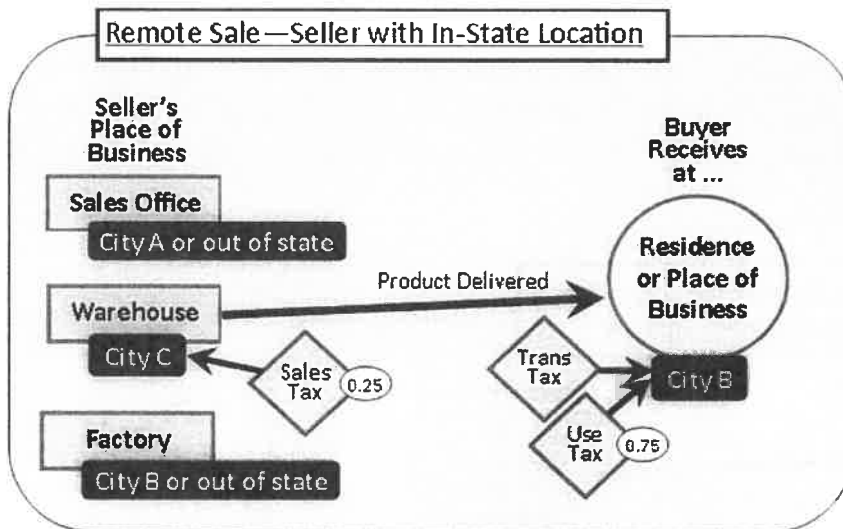 Remote Sale—Seller with In-State Location
Seller's
Place of
Business
Sales Office
City A or out of state
Warehouse
City C
Sales
Tax
0.25
Factory
City B or out of state
Product Delivered
Buyer
Receives
at ...
Residence
or Place of
Business
City B
Trans
Tax
Use
Tax
0.75